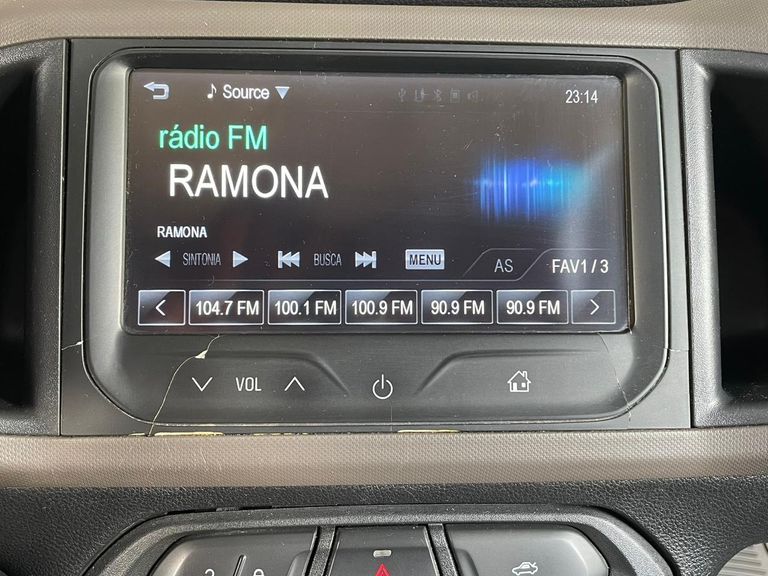 Source
23:14
rádio FM
RAMONA
RAMONA
SINTONIA BUSCA MENU AS FAV1 / 3
104.7 FM 100.1 FM 100.9 FM 90.9 FM 90.9 FM
VOL